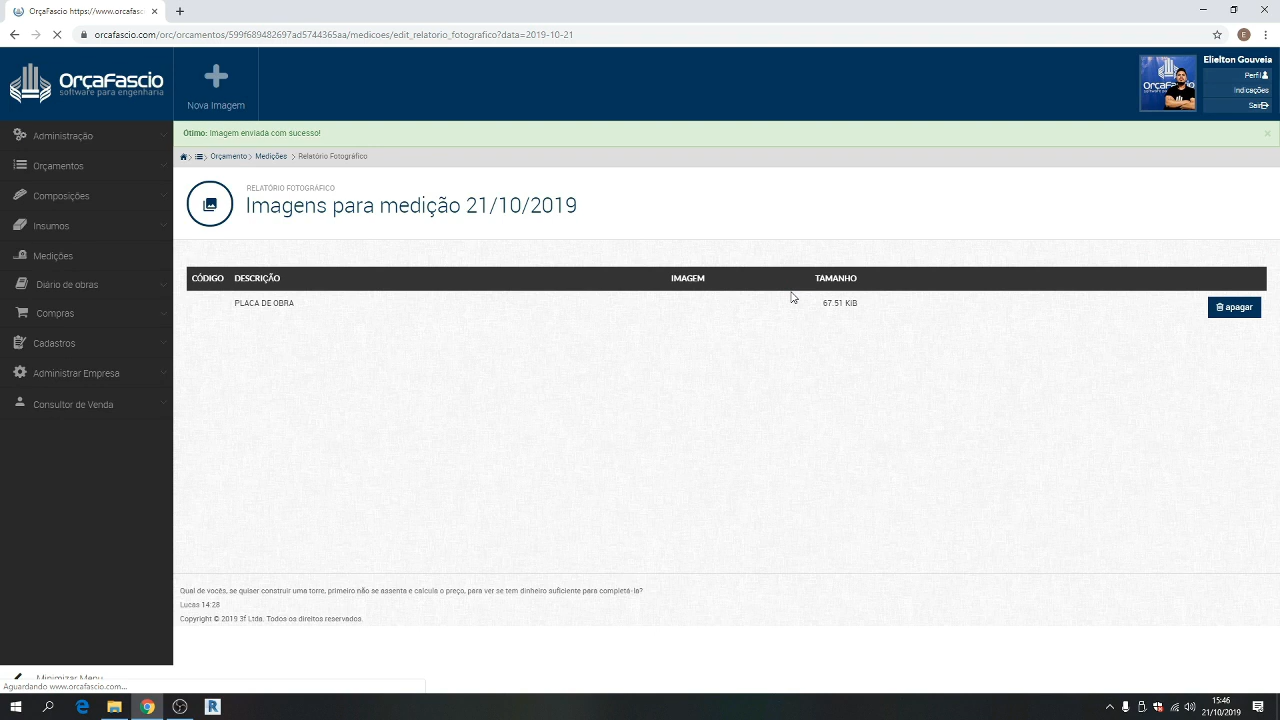 OrçaFascio https://www.orcafasc
orcafascio.com/orc/orcamentos/599f689482697ad5744365aa/medicoes/edit_relatorio_fotografico?data=2019-10-21
E
OrçaFascio
software para engenharia
Nova Imagem
Elielton Gouveia
Perfil
Indicações
Sair
Administração
Orçamentos
Composições
Insumos
Medições
Diário de obras
Compras
Cadastros
Administrar Empresa
Consultor de Venda
Minimizar Menu
Ótimo: Imagem enviada com sucesso!
Orçamento > Medições > Relatório Fotográfico
RELATÓRIO FOTOGRÁFICO
Imagens para medição 21/10/2019
CÓDIGO DESCRIÇÃO IMAGEM TAMANHO
PLACA DE OBRA 67.51 KIB apagar
Qual de vocês, se quiser construir uma torre, primeiro não se assenta e calcula o preço, para ver se tem dinheiro suficiente para completá-la?
Lucas 14:28
Copyright © 2019 3f Ltda. Todos os direitos reservados.
Aguardando www.orcafascio.com...
15:46
21/10/2019